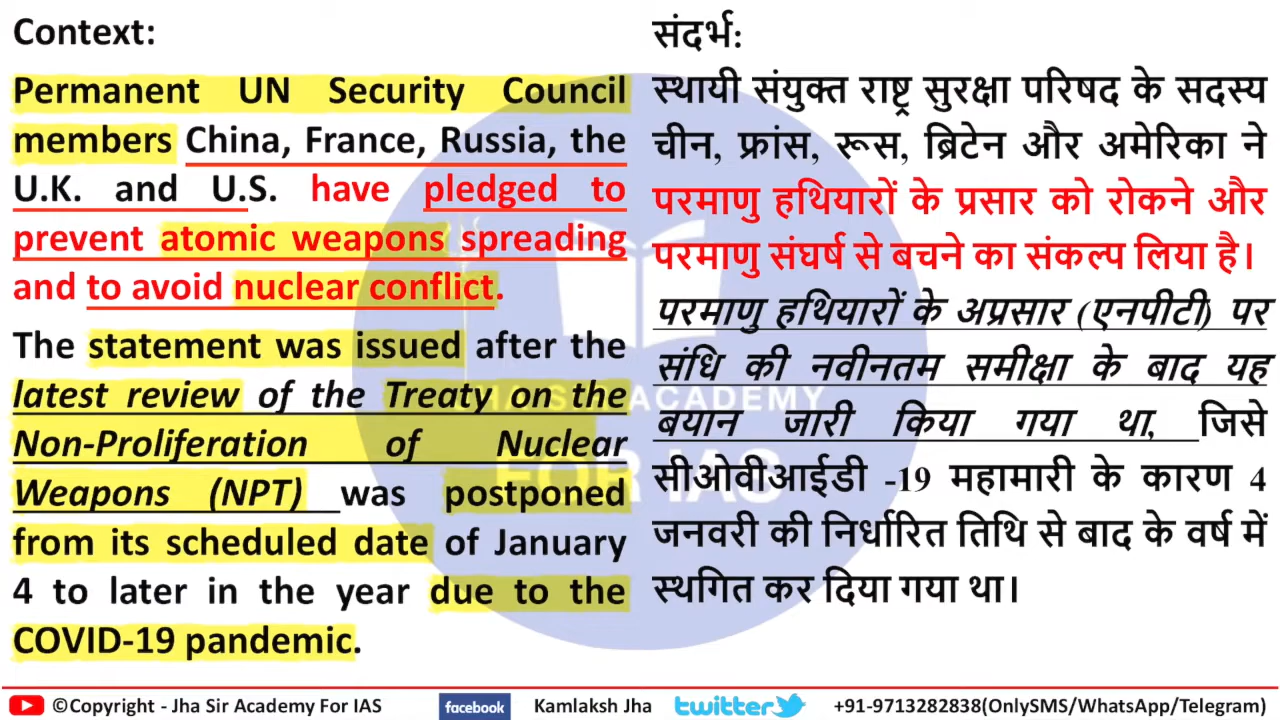 Context:
Permanent UN Security Council
members China, France, Russia, the
U.K. and U.S. have pledged to
prevent atomic weapons spreading
and to avoid nuclear conflict.
The statement was issued after the
latest review of the Treaty on the
Non-Proliferation of Nuclear
Weapons (NPT) was postponed
from its scheduled date of January
4 to later in the year due to the
COVID-19 pandemic.
संदर्भ:
स्थायी संयुक्त राष्ट्र सुरक्षा परिषद के सदस्य
चीन, फ्रांस, रूस, ब्रिटेन और अमेरिका ने
परमाणु हथियारों के प्रसार को रोकने और
परमाणु संघर्ष से बचने का संकल्प लिया है।
परमाणु हथियारों के अप्रसार (एनपीटी) पर
संधि की नवीनतम समीक्षा के बाद यह
बयान जारी किया गया था, जिसे
सीओवीआईडी -19 महामारी के कारण 4
जनवरी की निर्धारित तिथि से बाद के वर्ष में
स्थगित कर दिया गया था।
JHA SIR ACADEMY
FOR IAS
©Copyright - Jha Sir Academy For IAS facebook Kamlaksh Jha twitter +91-9713282838(OnlySMS/WhatsApp/Telegram)